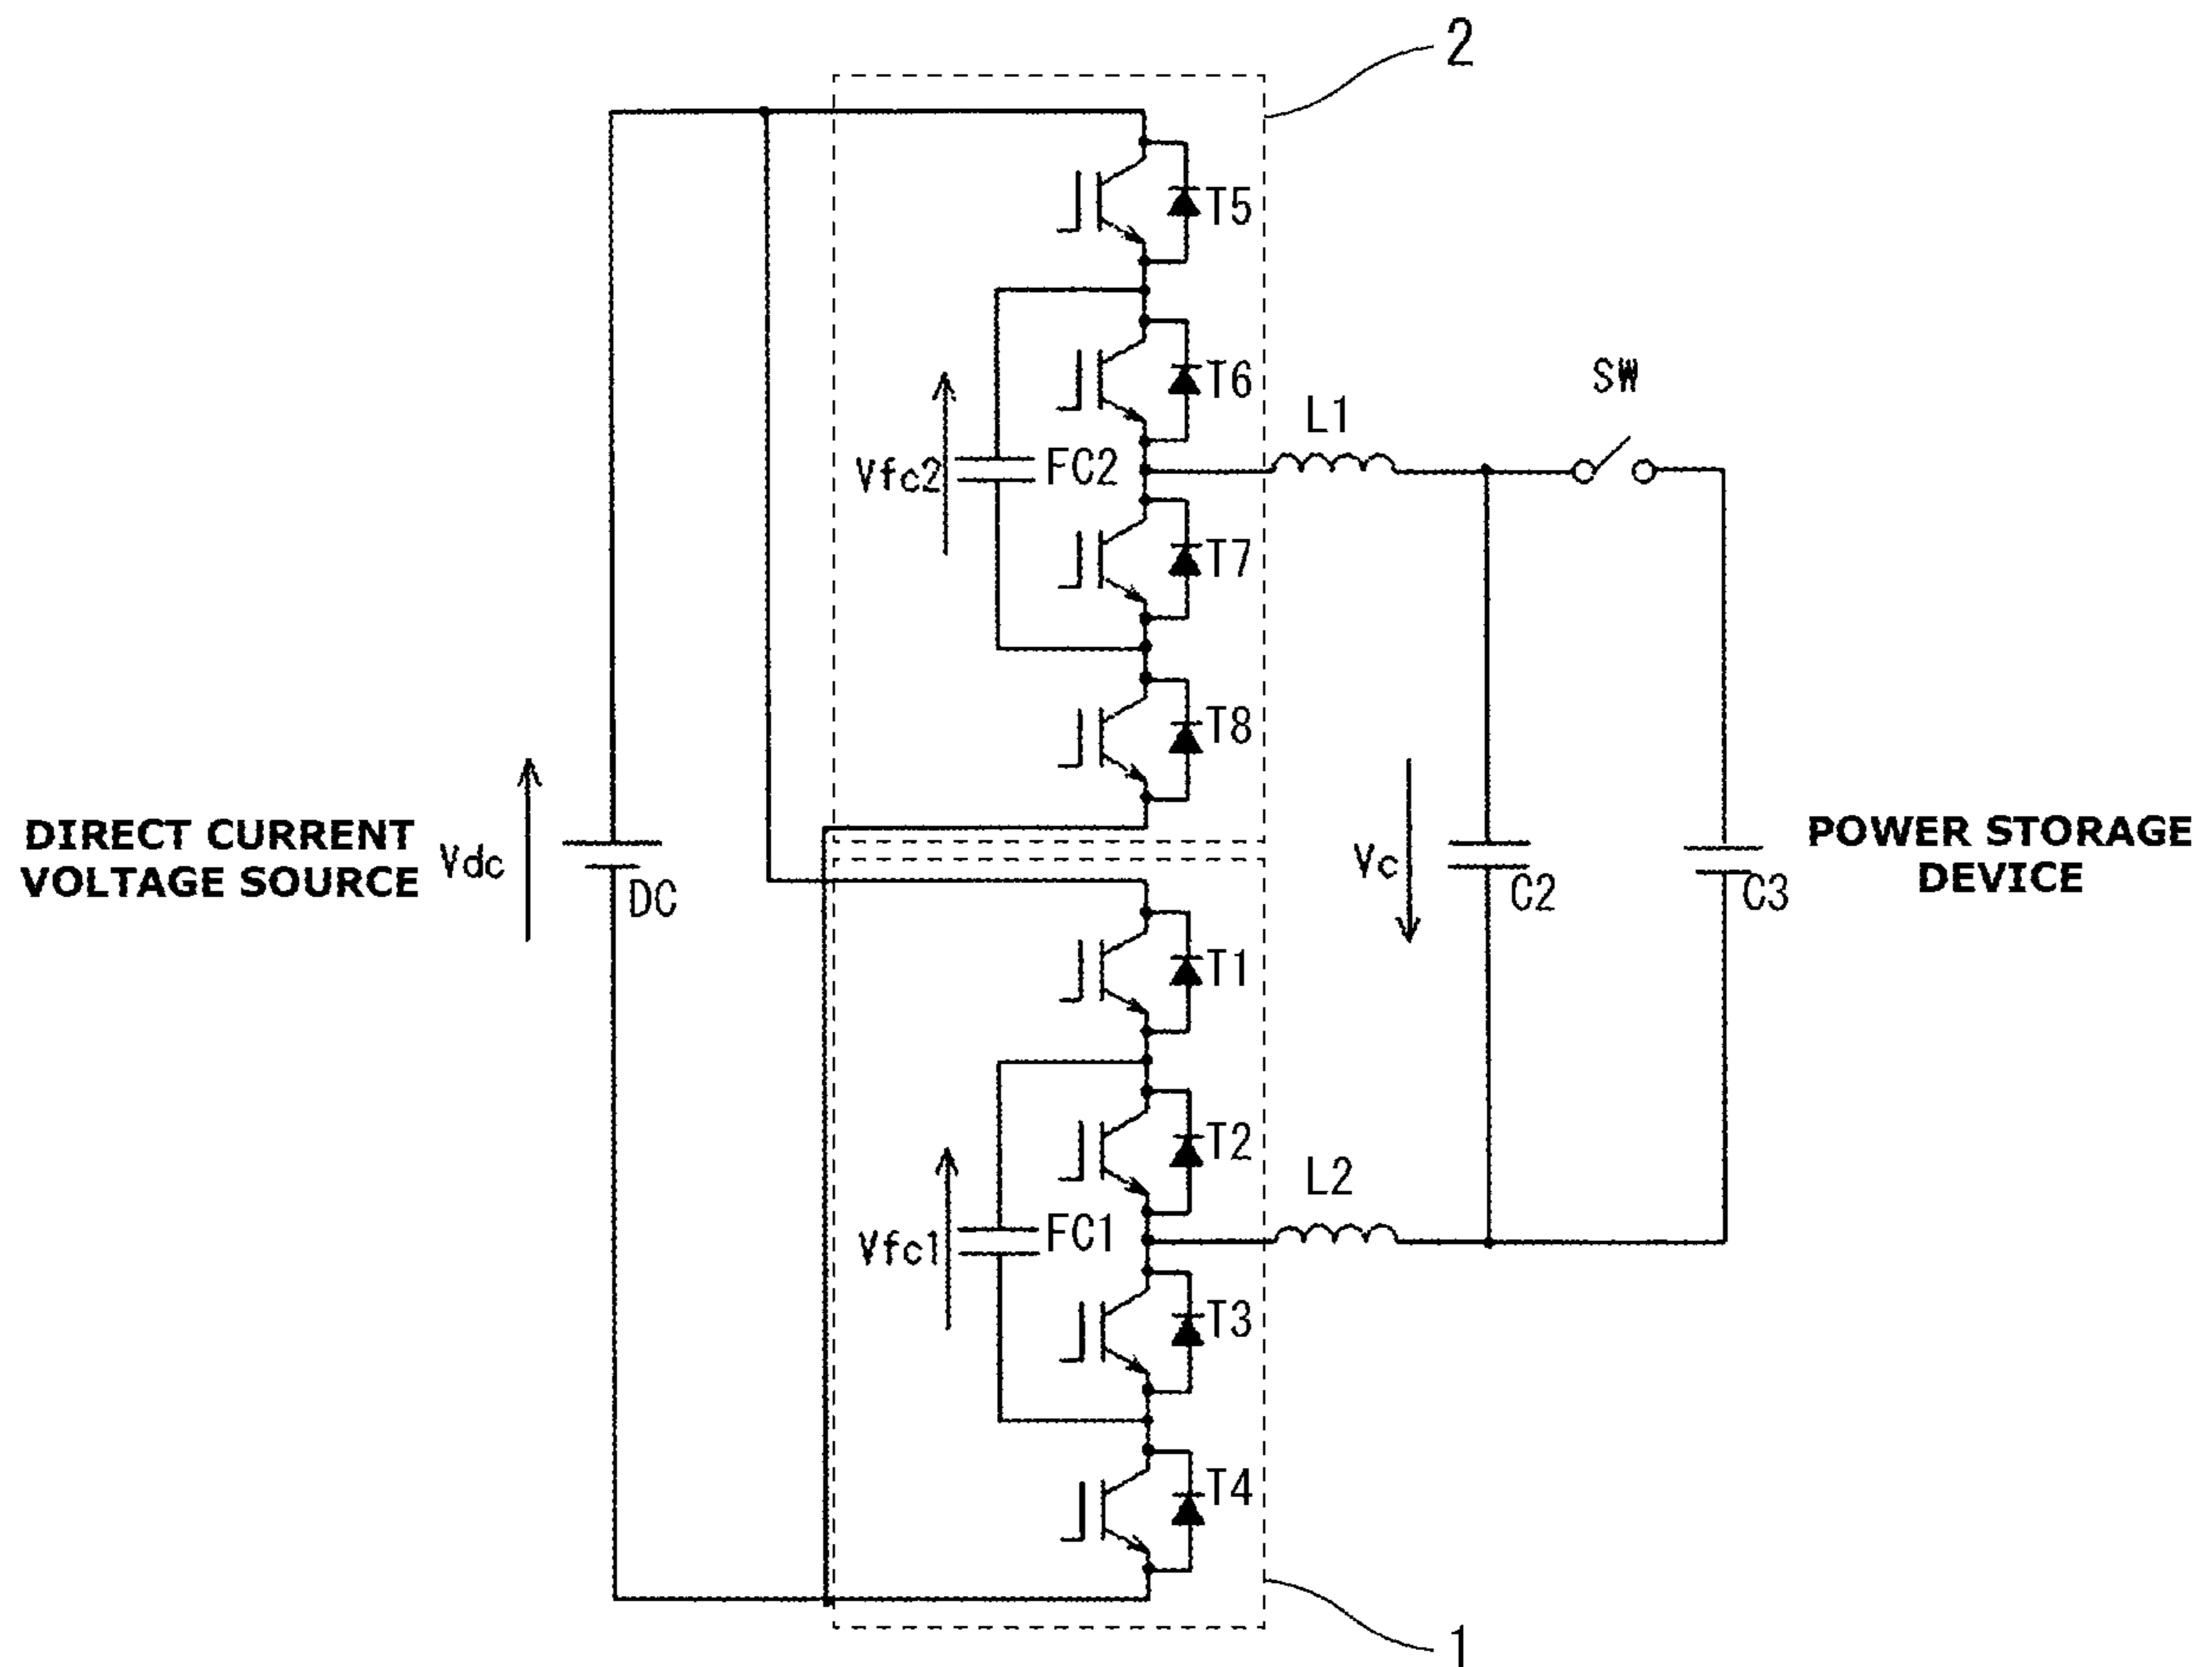 2
T5
T6
SW
L1
Vfc2
FC2
T7
T8
DIRECT CURRENT
VOLTAGE SOURCE
Vdc
DC
Vc
C2
C3
POWER STORAGE
DEVICE
T1
T2
L2
Vfc1
FC1
T3
T4
1